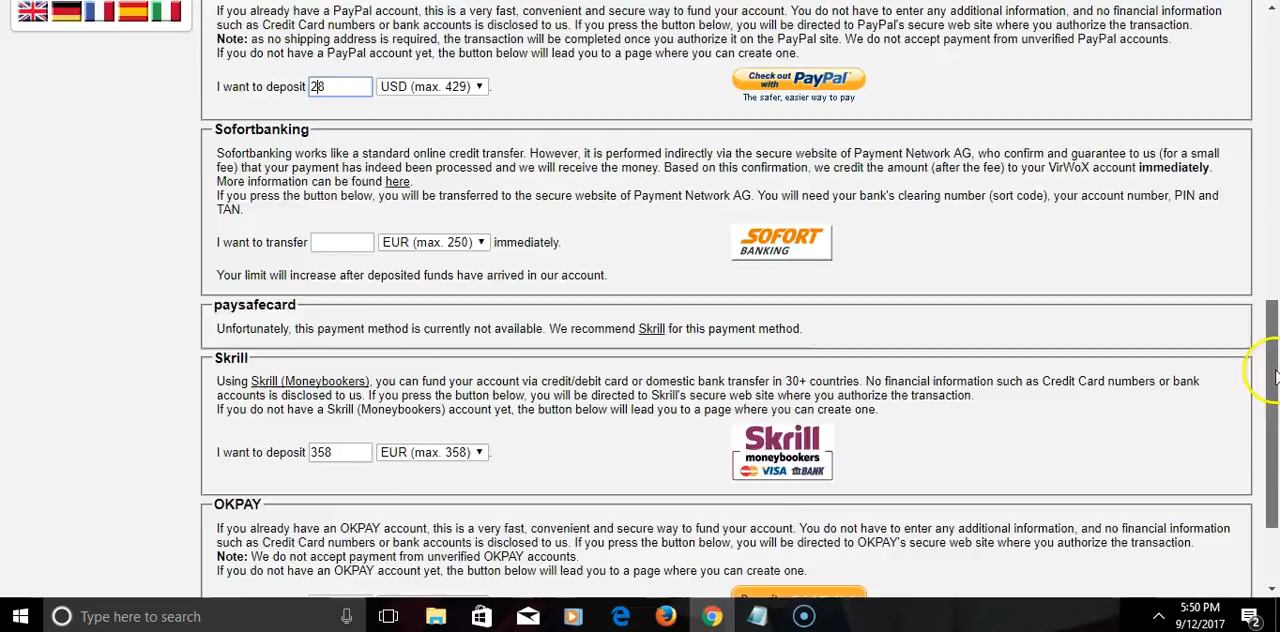 If you already have a PayPal account, this is a very fast, convenient and secure way to fund your account. You do not have to enter any additional information, and no financial information
such as Credit Card numbers or bank accounts is disclosed to us. If you press the button below, you will be directed to PayPal's secure web site where you authorize the transaction.
Note: as no shipping address is required, the transaction will be completed once you authorize it on the PayPal site. We do not accept payment from unverified PayPal accounts.
If you do not have a PayPal account yet, the button below will lead you to a page where you can create one.
I want to deposit 28 USD (max. 429) .
Check out with PayPal
The safer, easier way to pay
Sofortbanking
Sofortbanking works like a standard online credit transfer. However, it is performed indirectly via the secure website of Payment Network AG, who confirm and guarantee to us (for a small
fee) that your payment has indeed been processed and we will receive the money. Based on this confirmation, we credit the amount (after the fee) to your VirWoX account immediately.
More information can be found here.
If you press the button below, you will be transferred to the secure website of Payment Network AG. You will need your bank's clearing number (sort code), your account number, PIN and
TAN.
I want to transfer EUR (max. 250) immediately.
SOFORT
BANKING
Your limit will increase after deposited funds have arrived in our account.
paysafecard
Unfortunately, this payment method is currently not available. We recommend Skrill for this payment method.
Skrill
Using Skrill (Moneybookers), you can fund your account via credit/debit card or domestic bank transfer in 30+ countries. No financial information such as Credit Card numbers or bank
accounts is disclosed to us. If you press the button below, you will be directed to Skrill's secure web site where you authorize the transaction.
If you do not have a Skrill (Moneybookers) account yet, the button below will lead you to a page where you can create one.
I want to deposit 358 EUR (max. 358) .
Skrill
moneybookers
VISA BANK
OKPAY
If you already have an OKPAY account, this is a very fast, convenient and secure way to fund your account. You do not have to enter any additional information, and no financial information
such as Credit Card numbers or bank accounts is disclosed to us. If you press the button below, you will be directed to OKPAY's secure web site where you authorize the transaction.
Note: We do not accept payment from unverified OKPAY accounts.
If you do not have an OKPAY account yet, the button below will lead you to a page where you can create one.
Type here to search
5:50 PM
9/12/2017
2